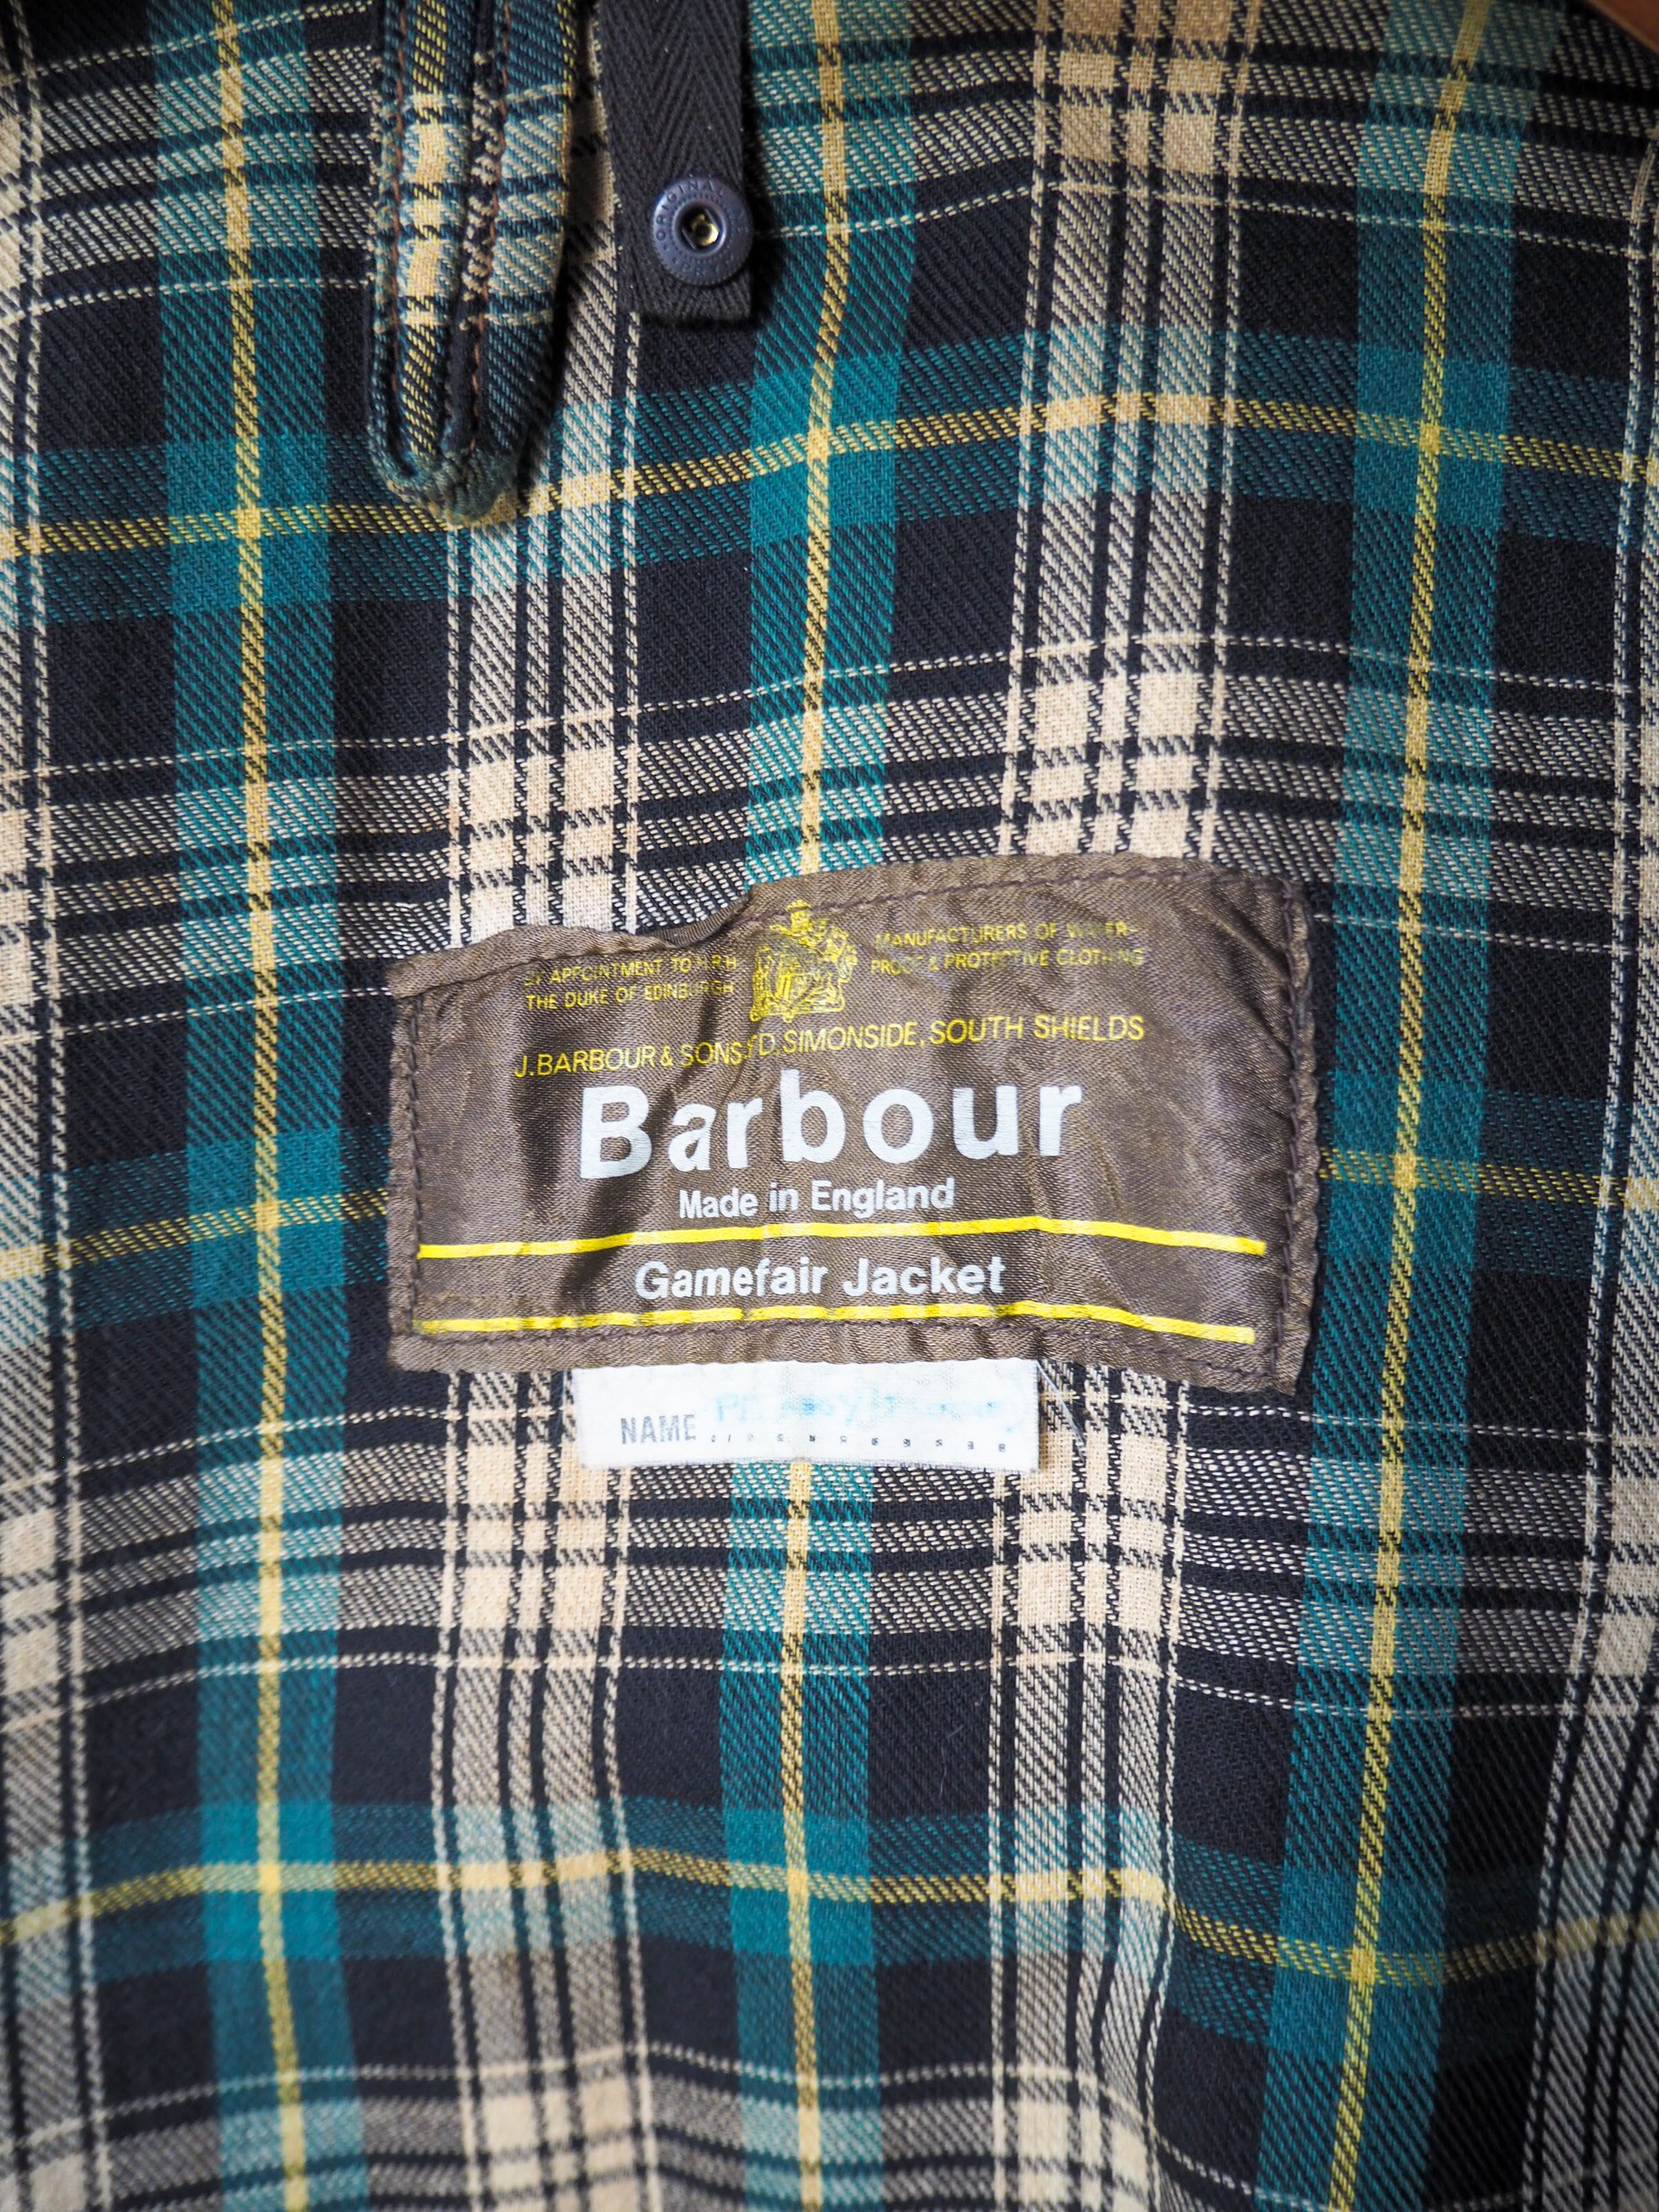 ORIGINAL
BY APPOINTMENT TO H.R.H
THE DUKE OF EDINBURGH
MANUFACTURERS OF WATER-
PROOF & PROTECTIVE CLOTHING
J.BARBOUR & SONS LTD, SIMONSIDE, SOUTH SHIELDS
Barbour
Made in England
Gamefair Jacket
NAME